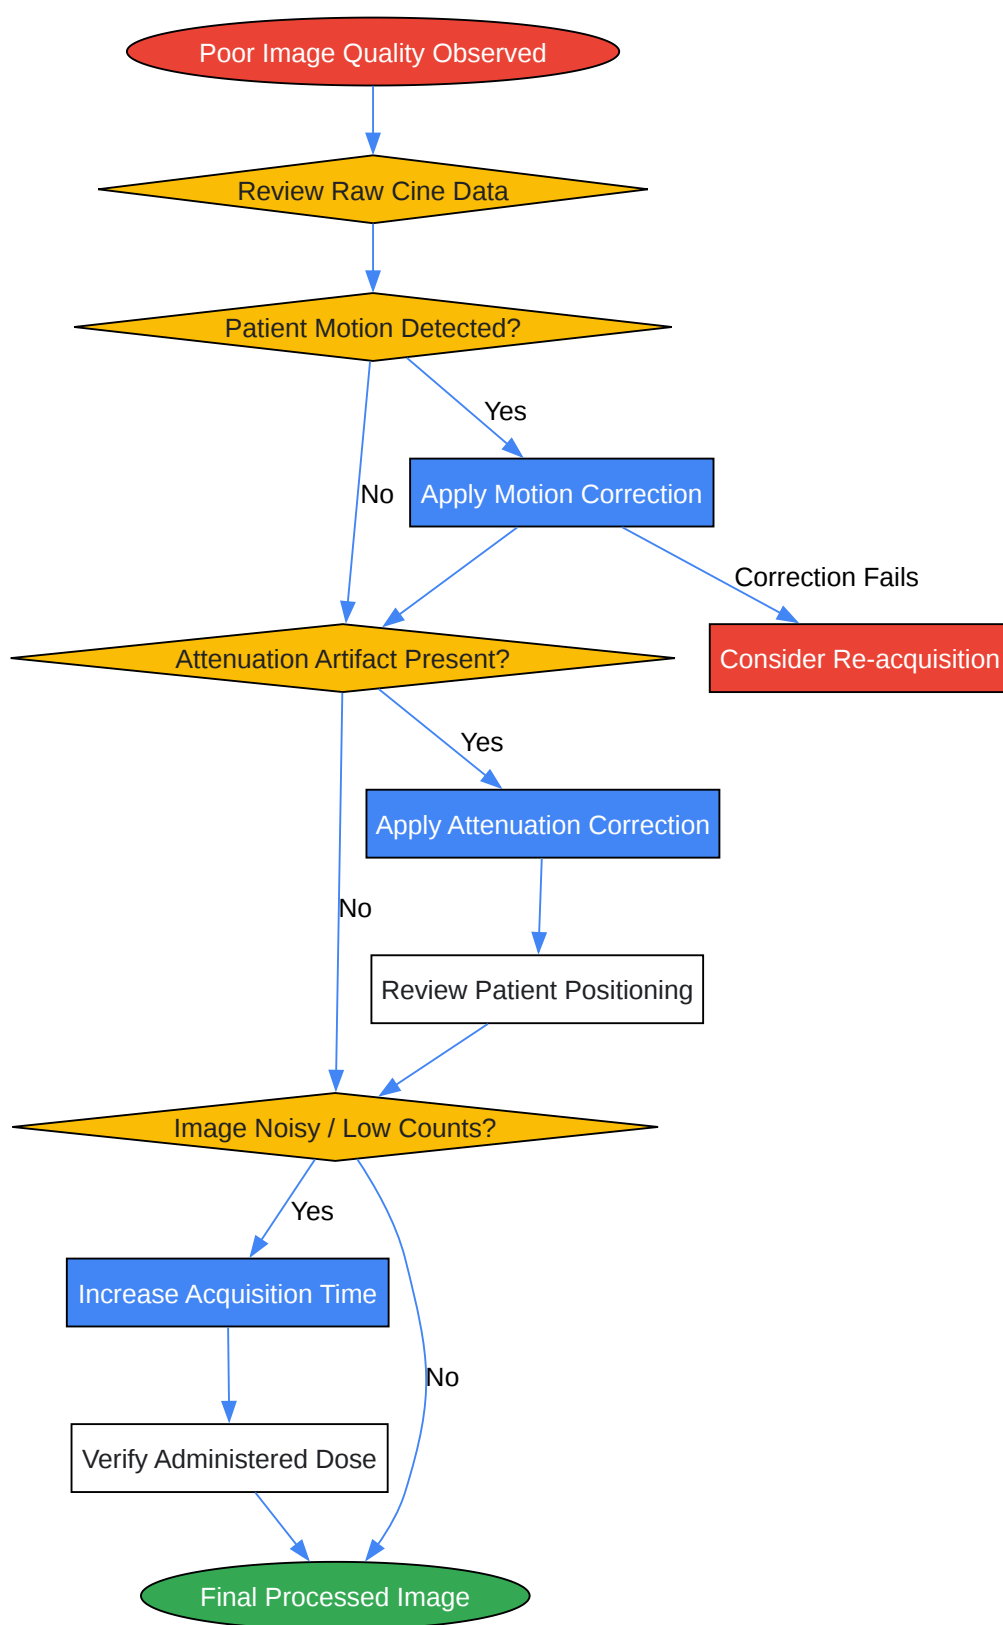 Poor Image Quality Observed
Review Raw Cine Data
Patient Motion Detected?
Yes
No
Apply Motion Correction
Correction Fails
Attenuation Artifact Present?
Consider Re-acquisition
Yes
Apply Attenuation Correction
No
Review Patient Positioning
Image Noisy / Low Counts?
Yes
Increase Acquisition Time
No
Verify Administered Dose
Final Processed Image